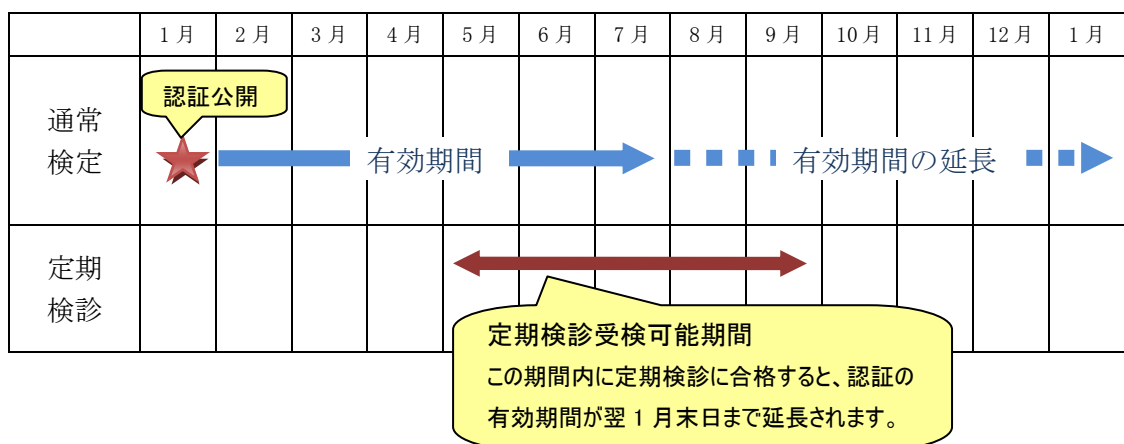 1月 2月 3月 4月 5月 6月 7月 8月 9月 10月 11月 12月 1月
認証公開
通常
検定
有効期間
有効期間の延長
定期
検診
定期検診受検可能期間
この期間内に定期検診に合格すると、認証の
有効期間が翌1月末日まで延長されます。